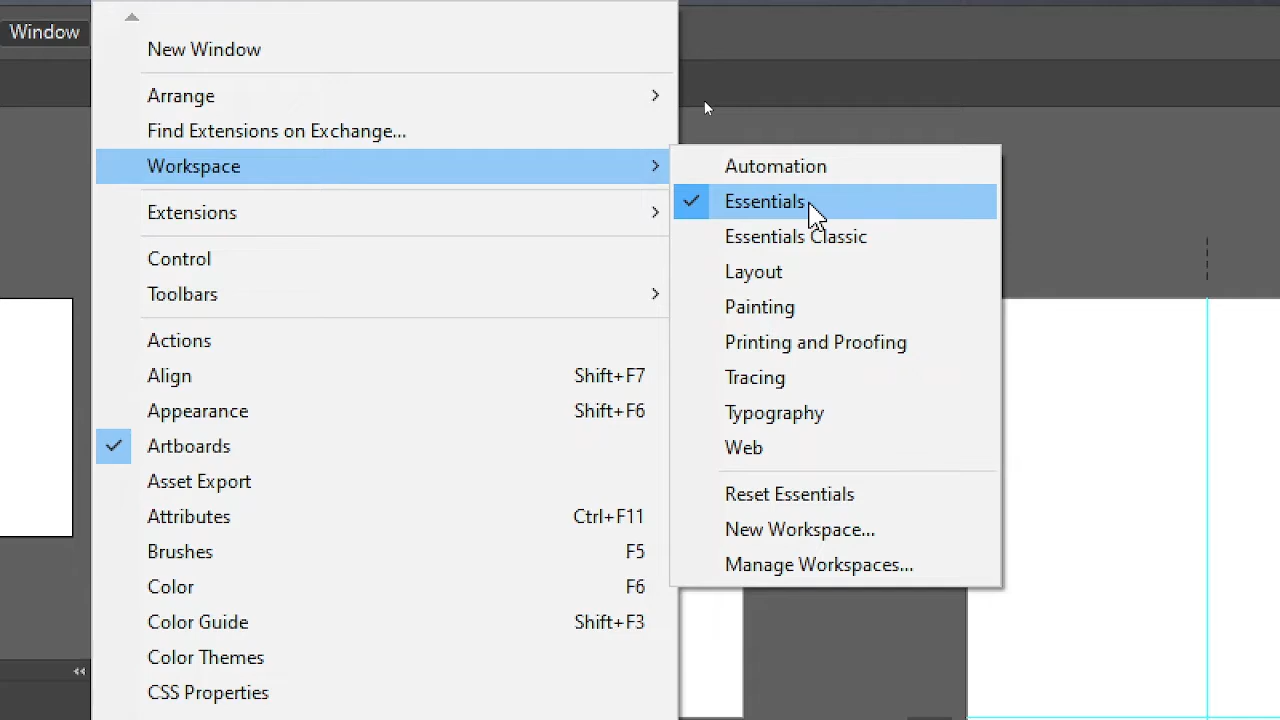 Window
New Window
Arrange
Find Extensions on Exchange...
Workspace
Extensions
Control
Toolbars
Actions
Align Shift+F7
Appearance Shift+F6
Artboards
Asset Export
Attributes Ctrl+F11
Brushes F5
Color F6
Color Guide Shift+F3
Color Themes
CSS Properties
Automation
Essentials
Essentials Classic
Layout
Painting
Printing and Proofing
Tracing
Typography
Web
Reset Essentials
New Workspace...
Manage Workspaces...